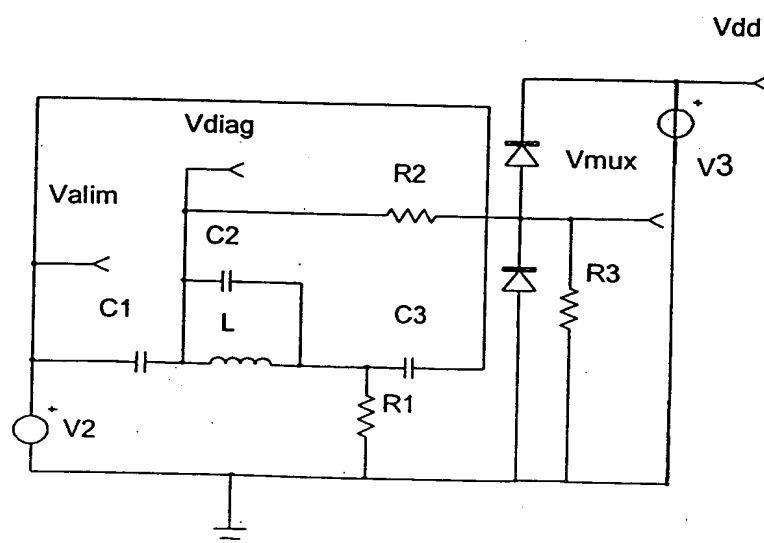 Vdd
Vdiag
+
R2
Vmux
V3
Valim
C2
R3
C1
L
C3
R1
+
V2